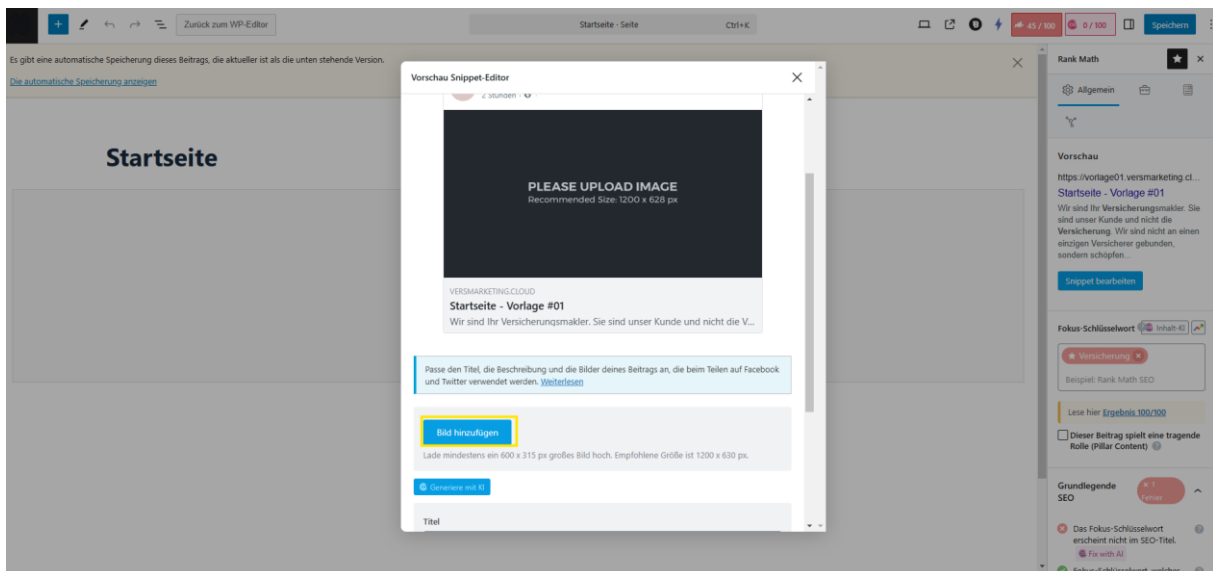 Zurück zum WP-Editor
Startseite - Seite
Ctrl+K
45 / 100
0 / 100
Speichern
Es gibt eine automatische Speicherung dieses Beitrags, die aktueller ist als die unten stehende Version.
Die automatische Speicherung anzeigen
Startseite
Vorschau Snippet-Editor
2 Stunden
PLEASE UPLOAD IMAGE
Recommended Size: 1200 x 628 px
VERSMARKETING.CLOUD
Startseite - Vorlage #01
Wir sind Ihr Versicherungsmakler. Sie sind unser Kunde und nicht die V...
Passe den Titel, die Beschreibung und die Bilder deines Beitrags an, die beim Teilen auf Facebook
und Twitter verwendet werden. Weiterlesen
Bild hinzufügen
Lade mindestens ein 600 x 315 px großes Bild hoch. Empfohlene Größe ist 1200 x 630 px.
Generiere mit KI
Titel
Rank Math
Allgemein
Vorschau
https://vorlage01.versmarketing.cl...
Startseite - Vorlage #01
Wir sind Ihr Versicherungsmakler. Sie
sind unser Kunde und nicht die
Versicherung. Wir sind nicht an einen
einzigen Versicherer gebunden,
sondern schöpfen...
Snippet bearbeiten
Fokus-Schlüsselwort
Inhalt-KI
Versicherung
Beispiel: Rank Math SEO
Lese hier Ergebnis 100/100
Dieser Beitrag spielt eine tragende
Rolle (Pillar Content)
Grundlegende
SEO
1
Fehler
Das Fokus-Schlüsselwort
erscheint nicht im SEO-Titel.
Fix with AI
Fokus-Schlüsselwort, welcher